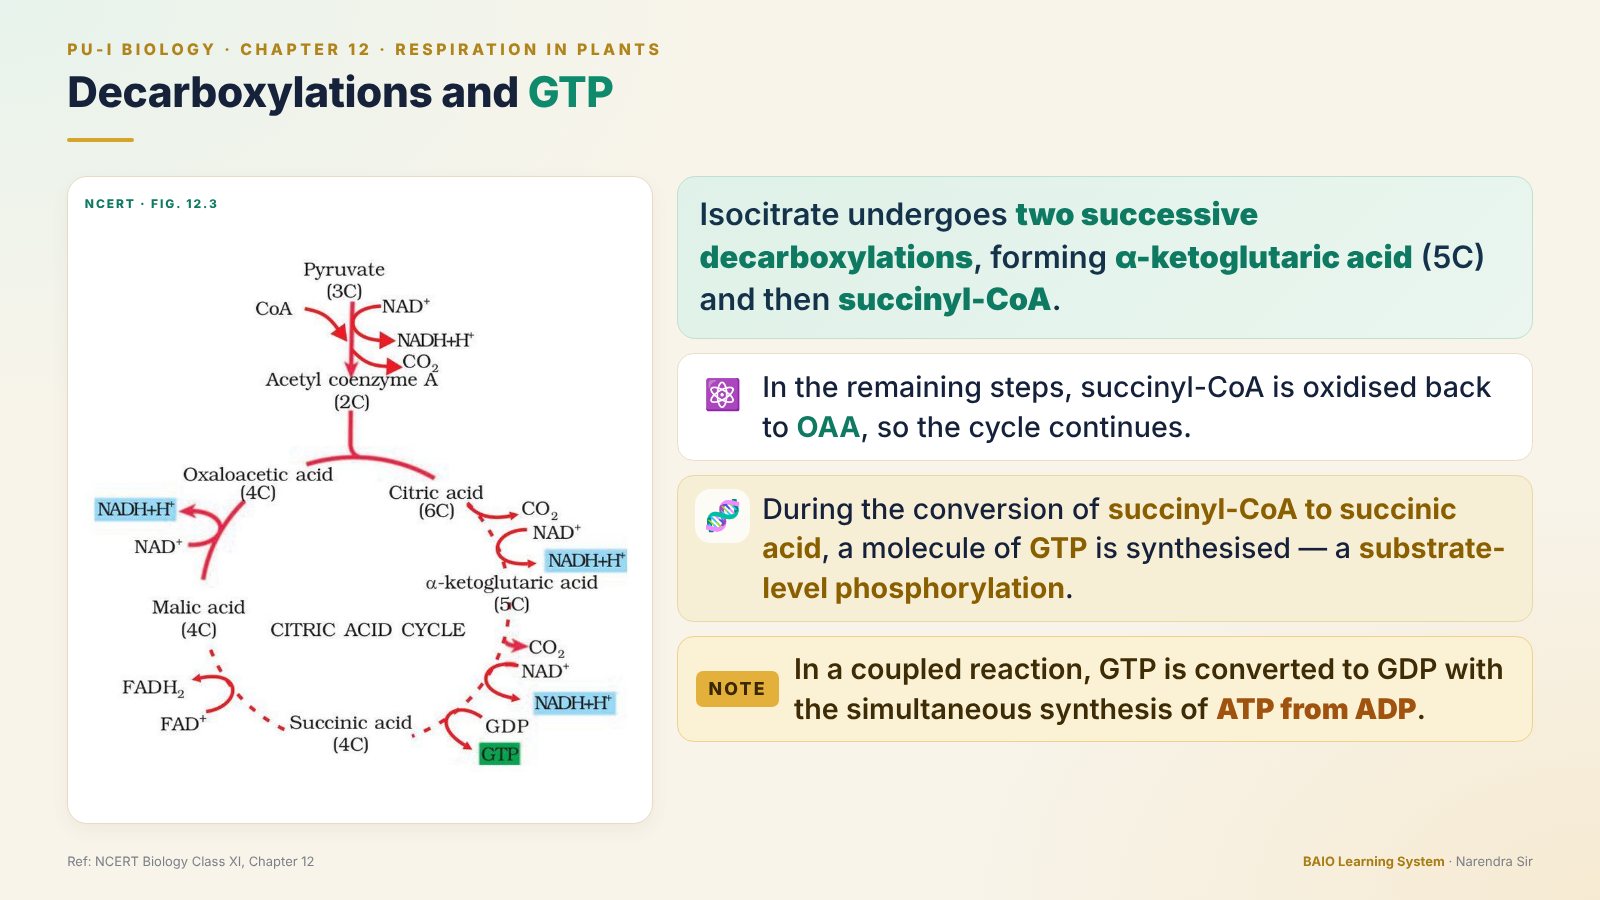 PU-I BIOLOGY · CHAPTER 12 · RESPIRATION IN PLANTS
Decarboxylations and GTP
NCERT · FIG. 12.3
Pyruvate
(3C)
CoA
NAD⁺
NADH+H⁺
CO₂
Acetyl coenzyme A
(2C)
Oxaloacetic acid
(4C)
Citric acid
(6C)
NADH+H⁺
CO₂
NAD⁺
NAD⁺
NADH+H⁺
α-ketoglutaric acid
(5C)
Malic acid
(4C)
CITRIC ACID CYCLE
CO₂
NAD⁺
FADH₂
NADH+H⁺
FAD⁺
Succinic acid
(4C)
GDP
GTP
Isocitrate undergoes two successive
decarboxylations, forming α-ketoglutaric acid (5C)
and then succinyl-CoA.
In the remaining steps, succinyl-CoA is oxidised back
to OAA, so the cycle continues.
During the conversion of succinyl-CoA to succinic
acid, a molecule of GTP is synthesised — a substrate-
level phosphorylation.
NOTE
In a coupled reaction, GTP is converted to GDP with
the simultaneous synthesis of ATP from ADP.
Ref: NCERT Biology Class XI, Chapter 12
BAIO Learning System · Narendra Sir